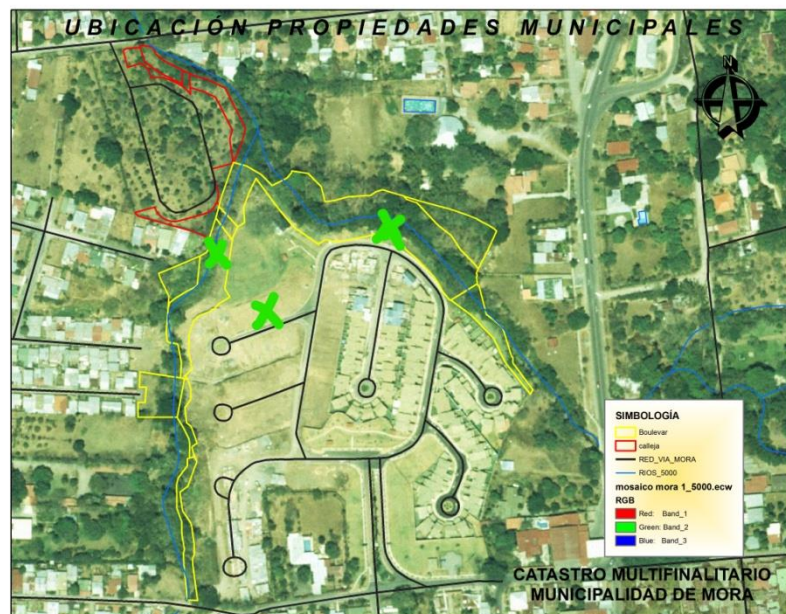 UBICACIÓN PROPIEDADES MUNICIPALES
N
SIMBOLOGÍA
Boulevar
calleja
RED_VIA_MORA
RIOS_5000
mosaico mora 1_5000.ecw
RGB
Red: Band_1
Green: Band_2
Blue: Band_3
CATASTRO MULTIFINALITARIO
MUNICIPALIDAD DE MORA